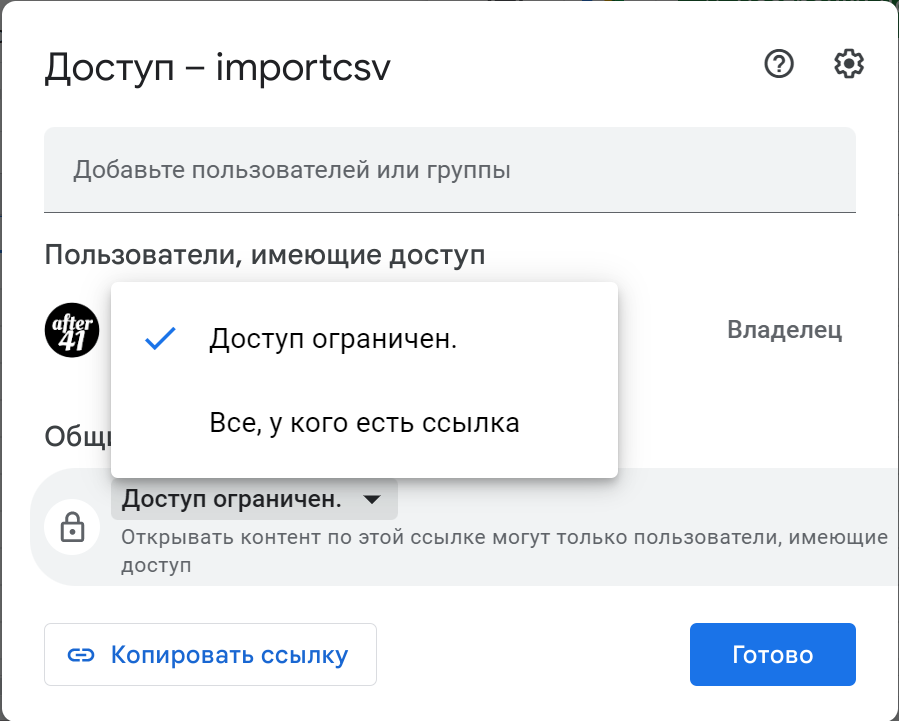 Доступ – importcsv
Добавьте пользователей или группы
Пользователи, имеющие доступ
after
41
Доступ ограничен.
Владелец
Все, у кого есть ссылка
Доступ ограничен.
Открывать контент по этой ссылке могут только пользователи, имеющие
доступ
Копировать ссылку
Готово